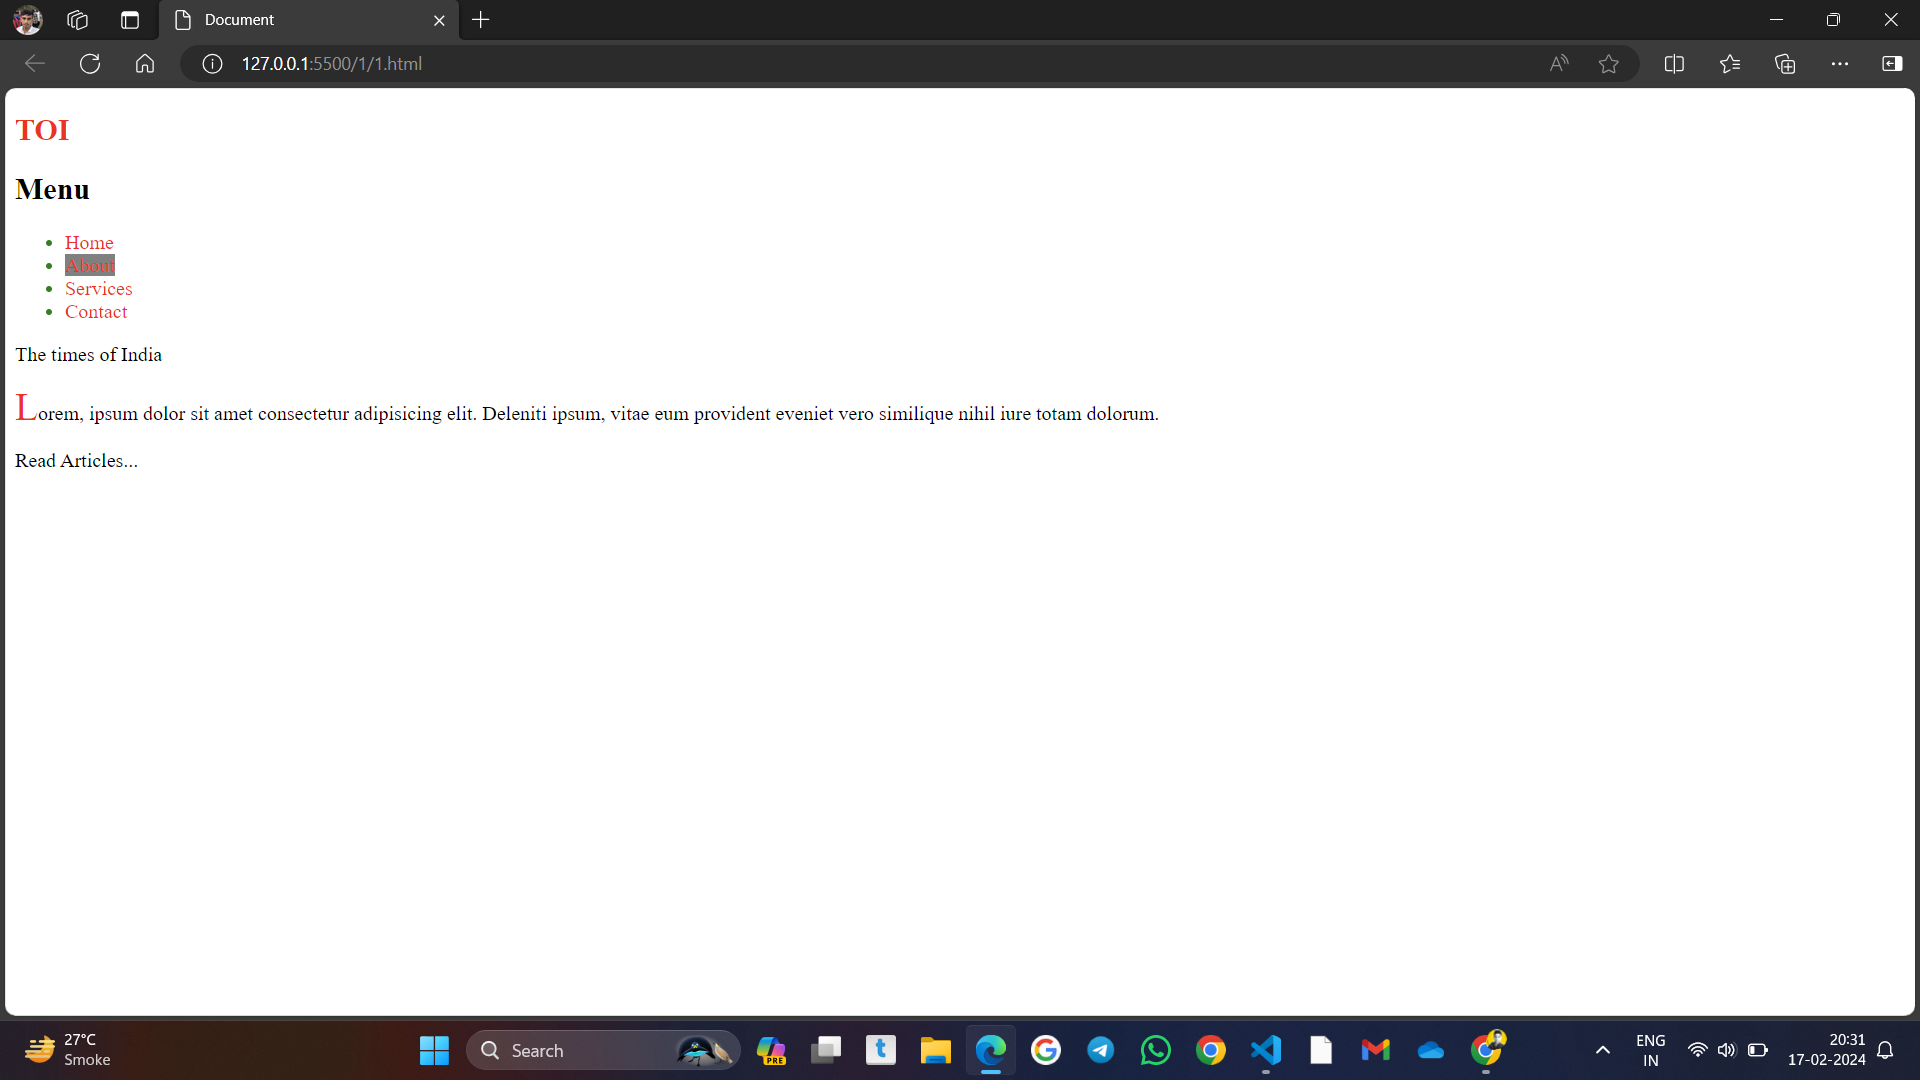 Document
127.0.0.1:5500/1/1.html
TOI
Menu
Home
About
Services
Contact
The times of India
Lorem, ipsum dolor sit amet consectetur adipisicing elit. Deleniti ipsum, vitae eum provident eveniet vero similique nihil iure totam dolorum.
Read Articles...
27°C
Smoke
Search
PRE
t
ENG
IN
20:31
17-02-2024